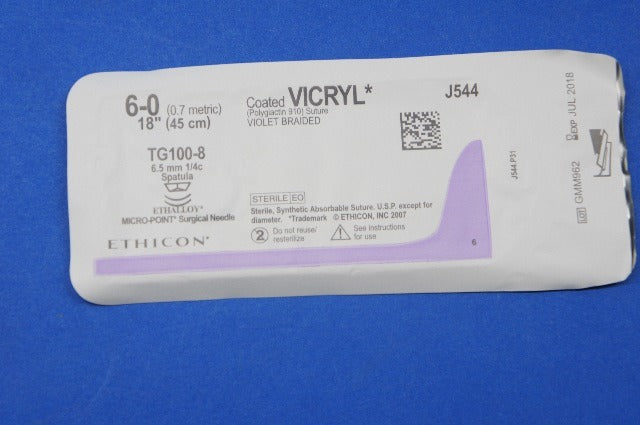 6-0 (0.7 metric)
18" (45 cm)
TG100-8
6.5 mm 1/4c
Spatula
ETHALLOY*
MICRO-POINT* Surgical Needle
ETHICON*
Coated VICRYL*
(Polyglactin 910) Suture
VIOLET BRAIDED
J544
STERILE EO
Sterile, Synthetic Absorbable Suture. U.S.P. except for
diameter. *Trademark © ETHICON, INC 2007
2 Do not reuse/
resterilize
See instructions
for use
6
J544.P31
EXP JUL 2018
LOT GMM962